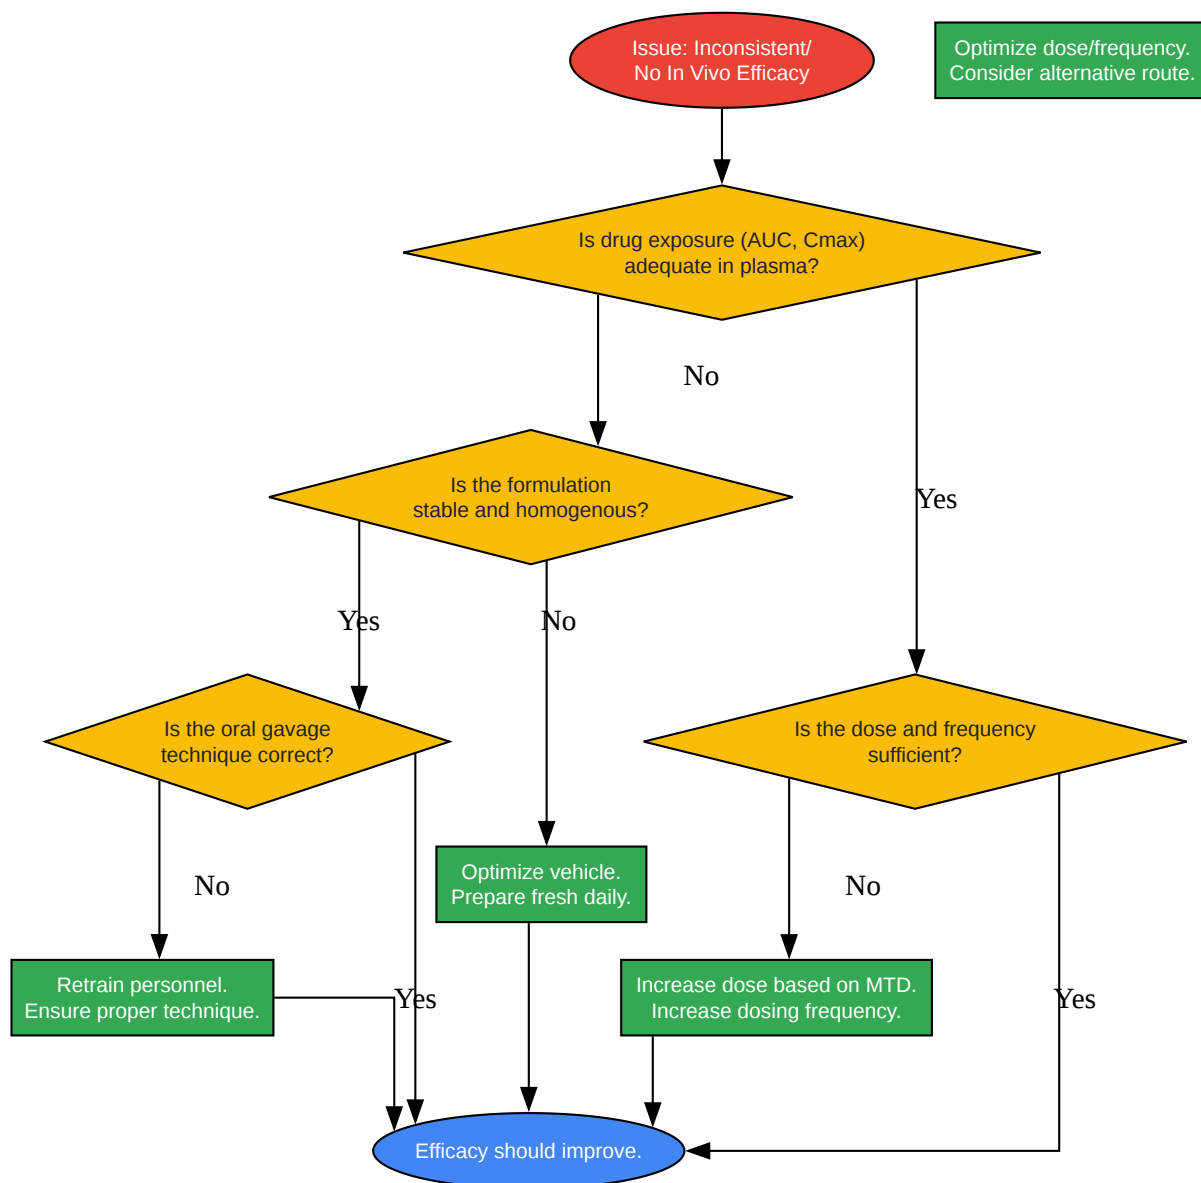 Issue: Inconsistent/
No In Vivo Efficacy
Optimize dose/frequency.
Consider alternative route.
Is drug exposure (AUC, Cmax)
adequate in plasma?
No
Is the formulation
stable and homogenous?
Yes
Yes
No
Is the oral gavage
technique correct?
Is the dose and frequency
sufficient?
No
Optimize vehicle.
Prepare fresh daily.
No
Retrain personnel.
Ensure proper technique.
Yes
Increase dose based on MTD.
Increase dosing frequency.
Yes
Efficacy should improve.